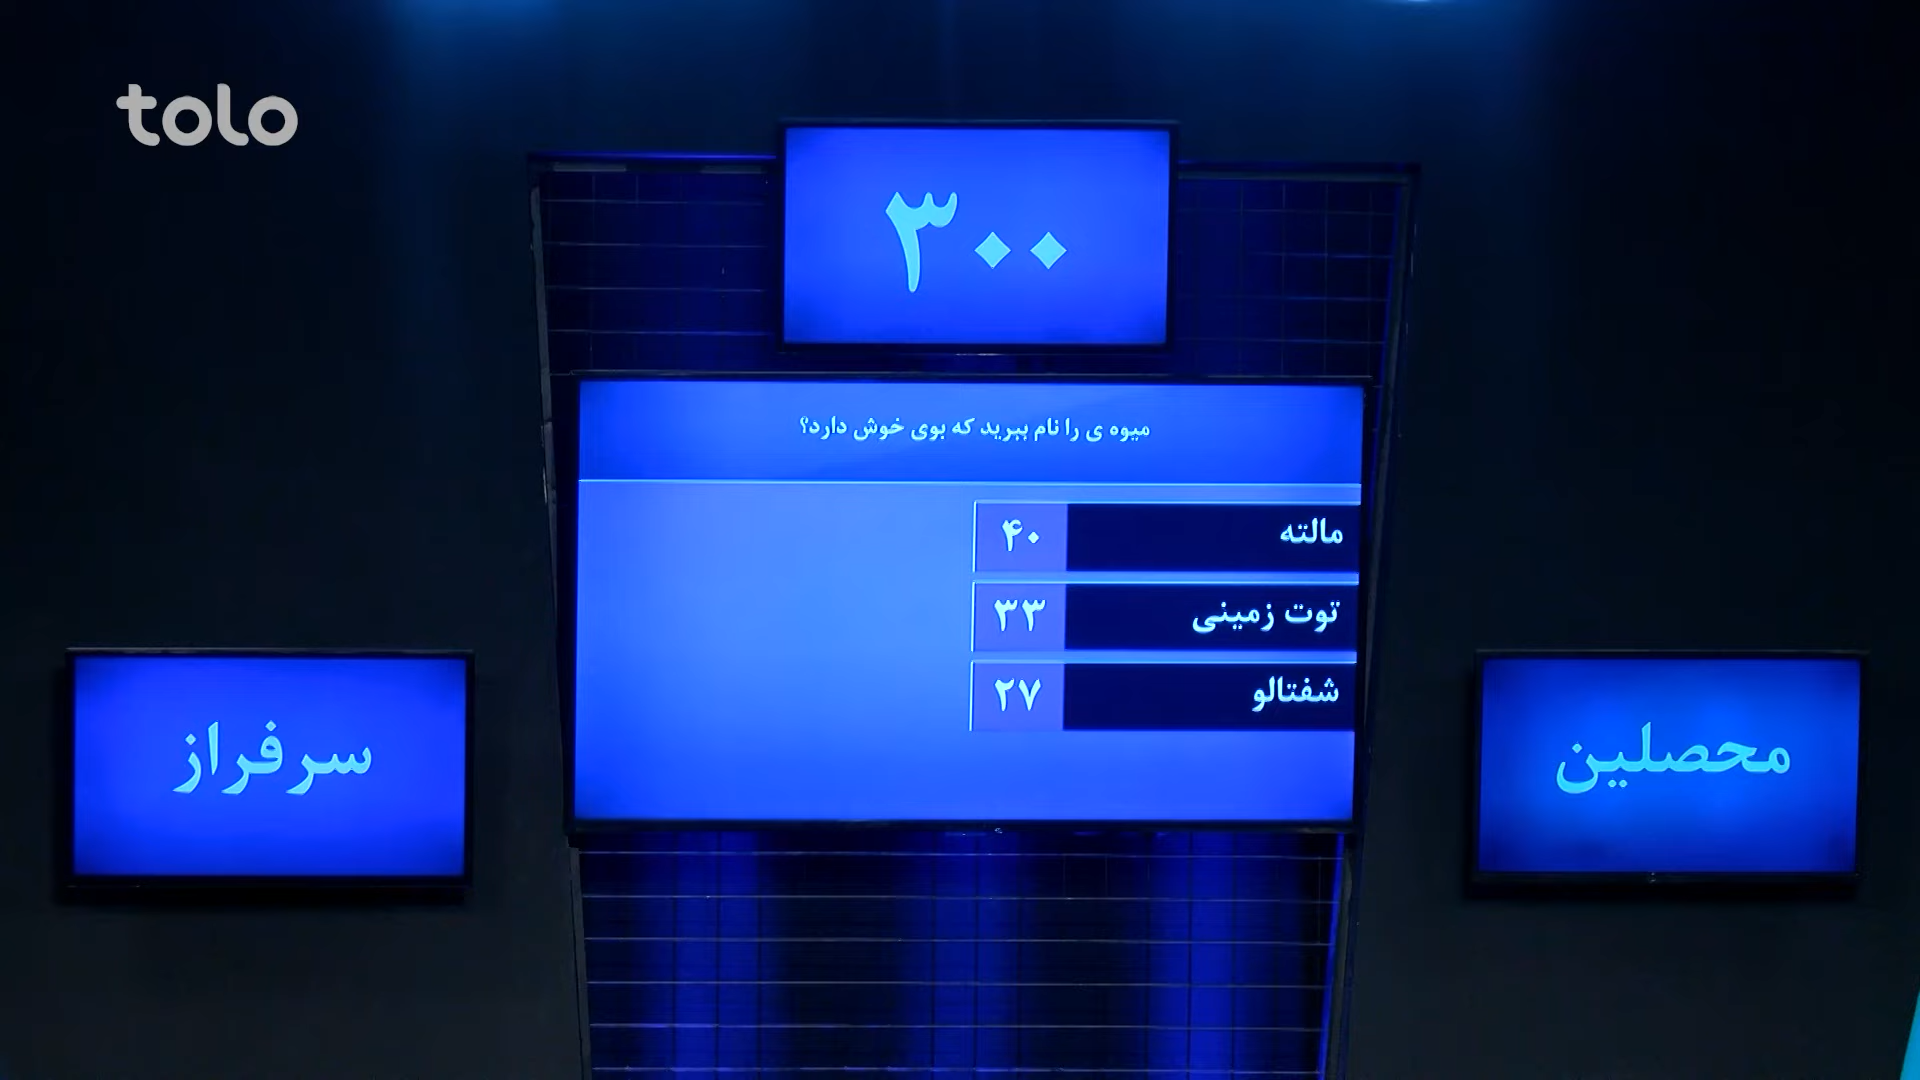 tolo
۳۰۰
میوه ی را نام ببرید که بوی خوش دارد؟
مالته ۴۰
توت زمینی ۳۳
شفتالو ۲۷
محصلین
سرفراز